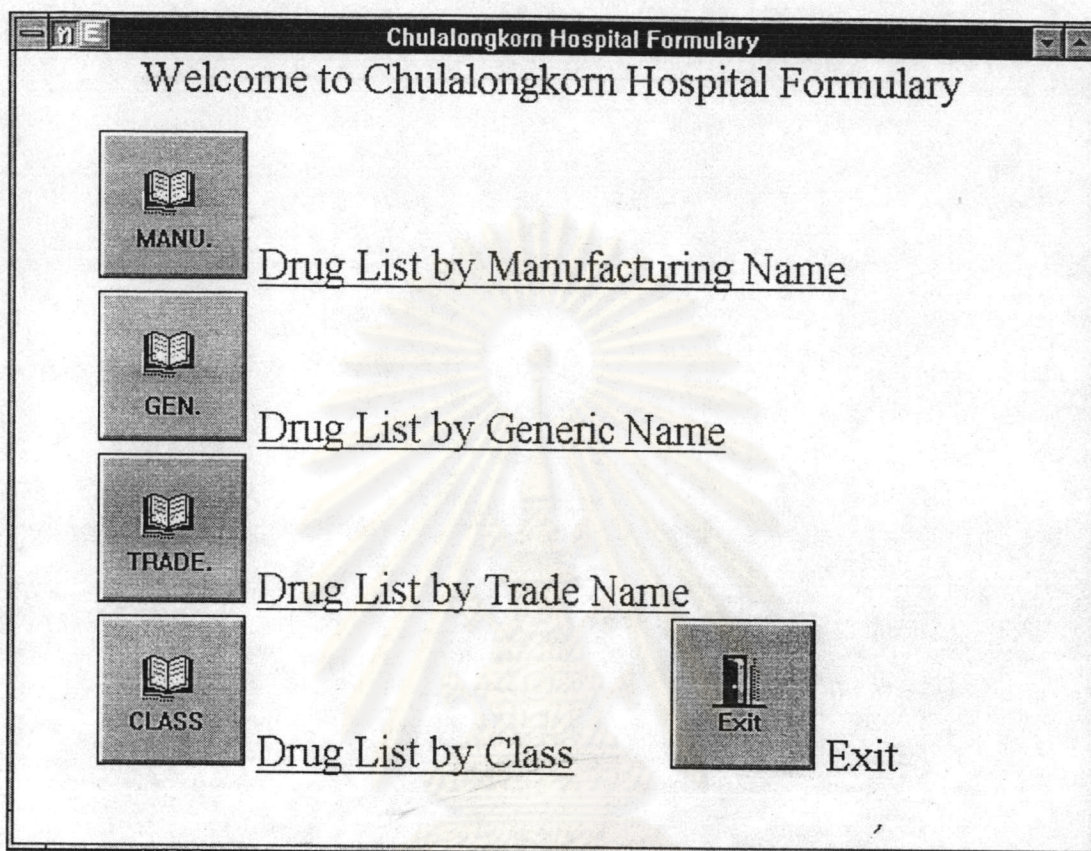 ก E Chulalongkorn Hospital Formulary
Welcome to Chulalongkorn Hospital Formulary
MANU.
Drug List by Manufacturing Name
GEN.
Drug List by Generic Name
TRADE.
Drug List by Trade Name
CLASS
Drug List by Class
Exit
Exit